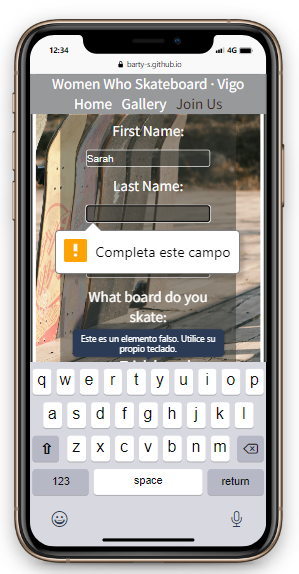 12:34
4G
barty-s.github.io
Women Who Skateboard · Vigo
Home Gallery Join Us
First Name:
Sarah
Last Name:
Completa este campo
What board do you
skate:
Este es un elemento falso. Utilice su
propio teclado.
q w e r t y u i o p
a s d f g h j k l
z x c v b n m
123 space return